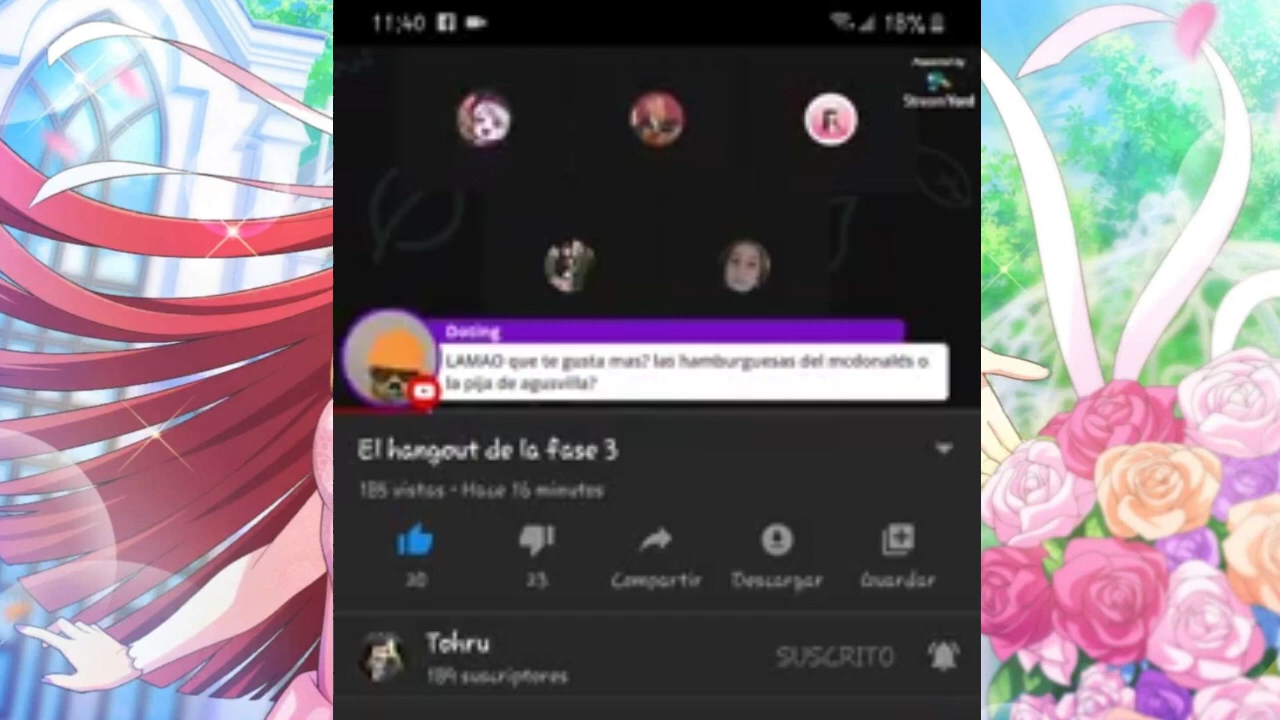 11:40
18%
Powered by
StreamYard
R
Dosing
LAMAO que te gusta mas? las hamburguesas del mcdonalds o
la pija de agusvilla?
El hangout de la fase 3
185 vistas • Hace 16 minutos
Compartir
Descargar
Guardar
Tohru
SUSCRITO
189 suscriptores